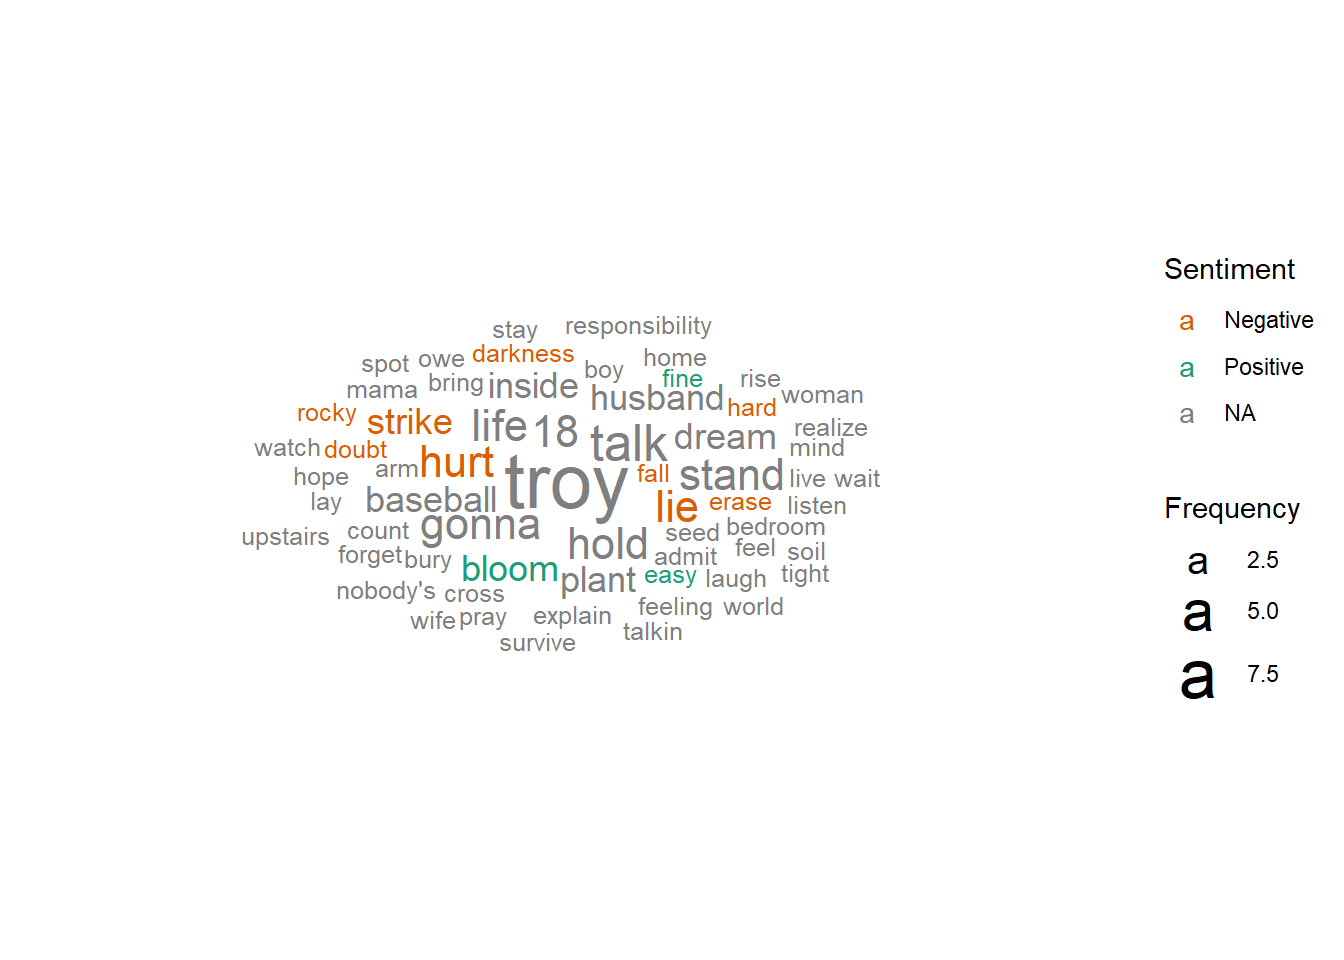 stay responsibility
spot owe darkness boy home
mama bring inside husband fine rise woman
rocky strike life 18 talk dream hard realize
watch doubt hurt troy fall stand mind
hope arm live wait
lay baseball gonna lie erase listen
upstairs count hold seed bedroom
forget bury admit feel soil
bloom plant easy laugh tight
nobody's cross
wife pray explain feeling world
survive talkin
Sentiment
a Negative
a Positive
a NA
Frequency
a 2.5
a 5.0
a 7.5